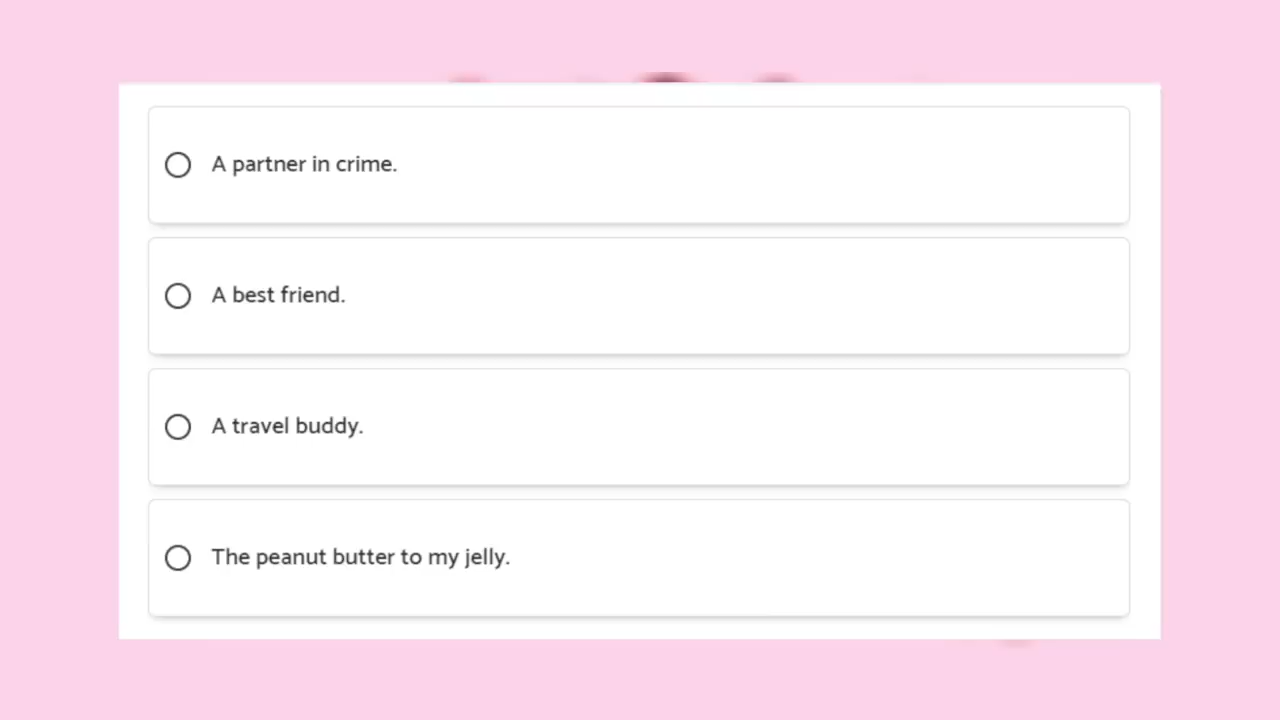 A partner in crime.
A best friend.
A travel buddy.
The peanut butter to my jelly.